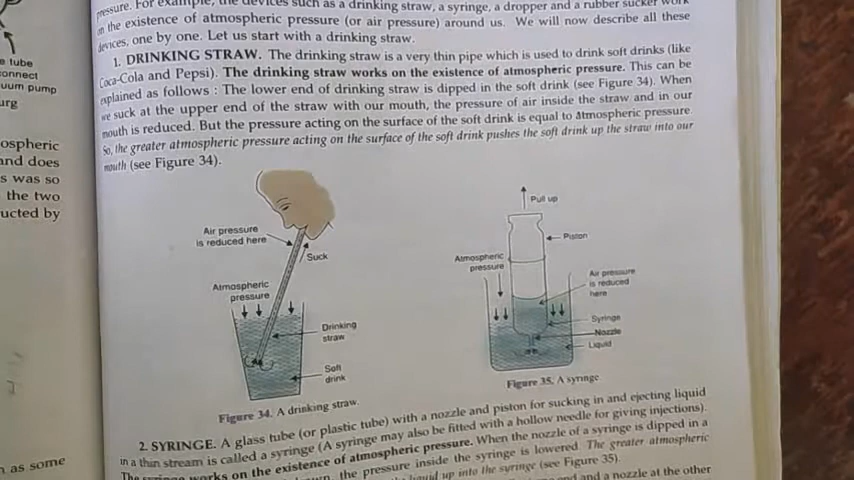 pressure. For example, the devices such as a drinking straw, a syringe, a dropper and a rubber sucker work
on the existence of atmospheric pressure (or air pressure) around us. We will now describe all these
devices, one by one. Let us start with a drinking straw.
1. DRINKING STRAW. The drinking straw is a very thin pipe which is used to drink soft drinks (like
Coca-Cola and Pepsi). The drinking straw works on the existence of atmospheric pressure. This can be
explained as follows : The lower end of drinking straw is dipped in the soft drink (see Figure 34). When
we suck at the upper end of the straw with our mouth, the pressure of air inside the straw and in our
mouth is reduced. But the pressure acting on the surface of the soft drink is equal to atmospheric pressure.
So, the greater atmospheric pressure acting on the surface of the soft drink pushes the soft drink up the straw into our
mouth (see Figure 34).
e tube
onnect
uum pump
urg
ospheric
and does
s was so
the two
ucted by
n as some
Air pressure
is reduced here
Suck
Atmospheric
pressure
Drinking
straw
Soft
drink
Figure 34. A drinking straw.
Pull up
Piston
Atmospheric
pressure
Air pressure
is reduced
here
Syringe
Nozzle
Liquid
Figure 35. A syringe
2. SYRINGE. A glass tube (or plastic tube) with a nozzle and piston for sucking in and ejecting liquid
in a thin stream is called a syringe (A syringe may also be fitted with a hollow needle for giving injections).
The syringe works on the existence of atmospheric pressure. When the nozzle of a syringe is dipped in a
the pressure inside the syringe is lowered. The greater atmospheric
liquid up into the syringe (see Figure 35).
end and a nozzle at the other